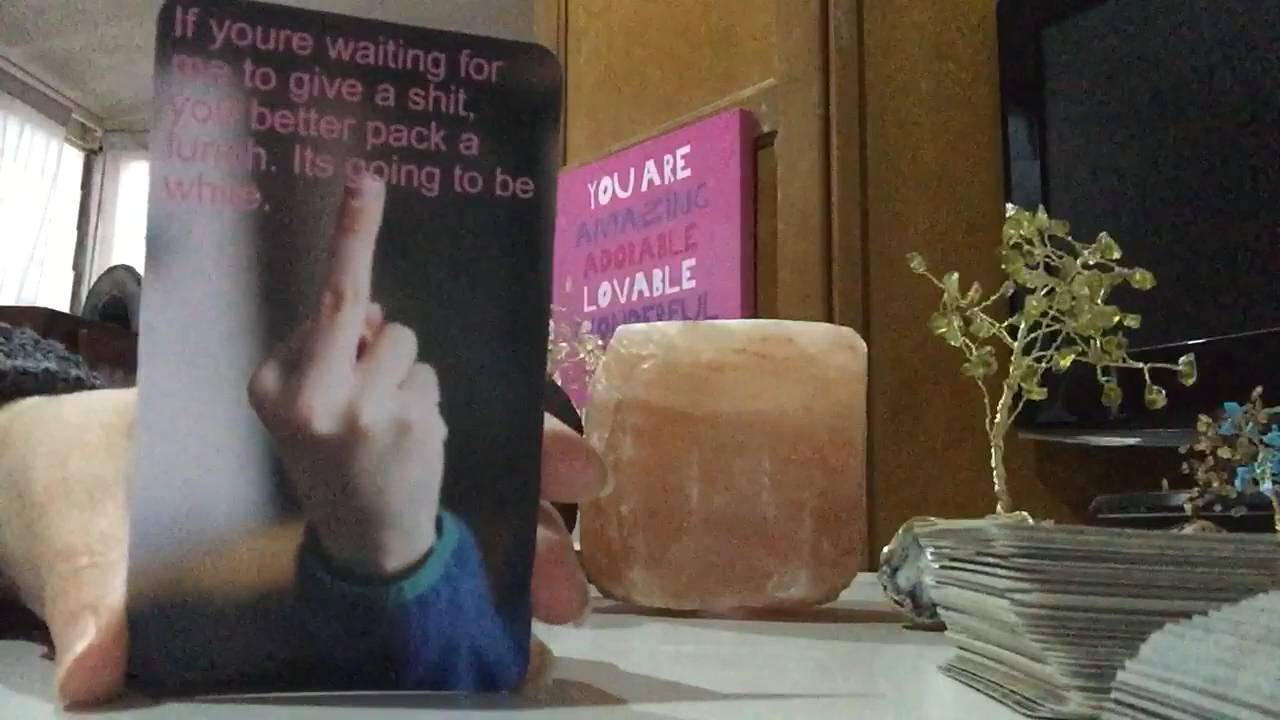 If youre waiting for
me to give a shit,
you better pack a
lunch. Its going to be
while.
YOU ARE
AMAZING
ADORABLE
LOVABLE
WONDERFUL